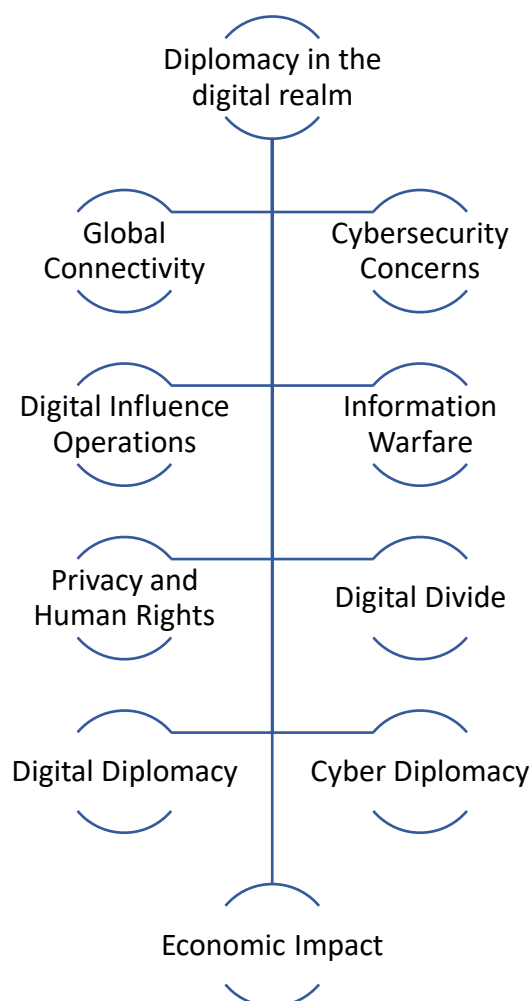 Diplomacy in the
digital realm
Global
Connectivity
Cybersecurity
Concerns
Digital Influence
Operations
Information
Warfare
Privacy and
Human Rights
Digital Divide
Digital Diplomacy
Cyber Diplomacy
Economic Impact